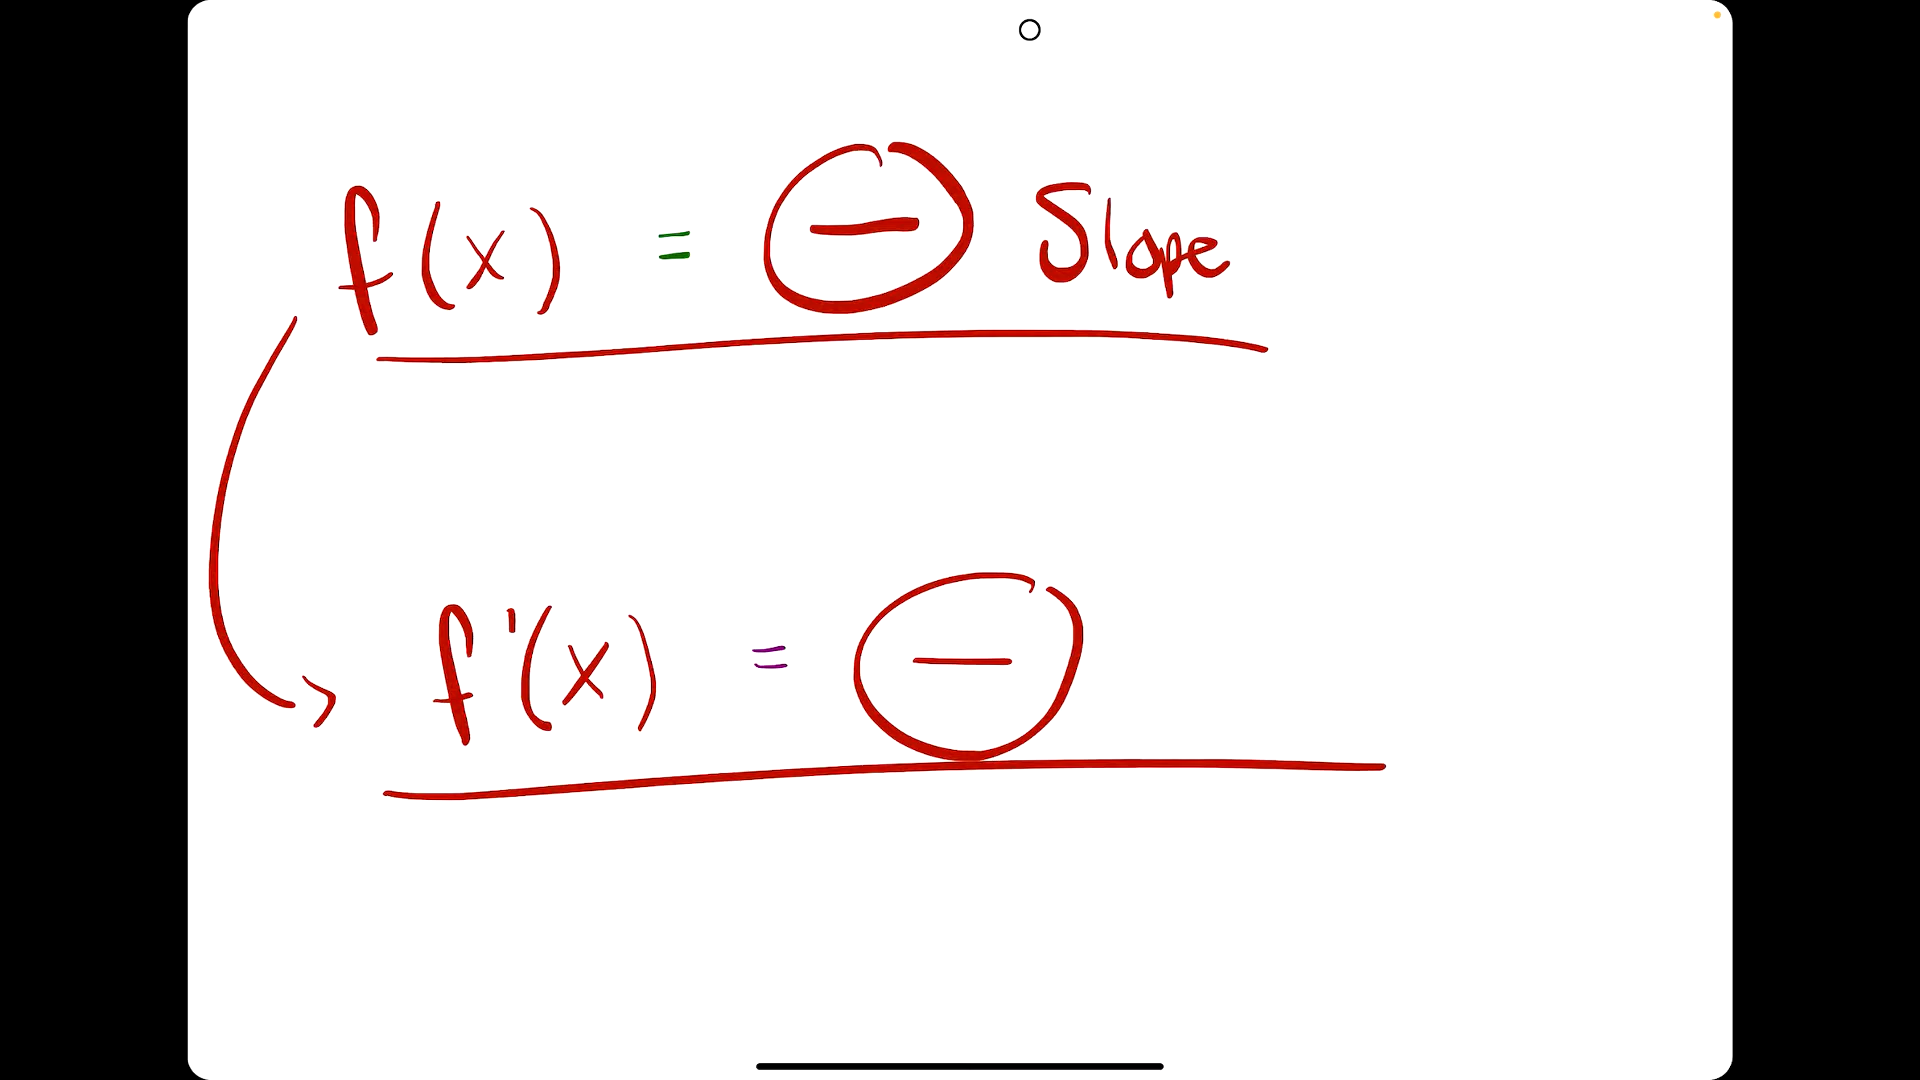 f(x) = − Slope
f'(x) = −